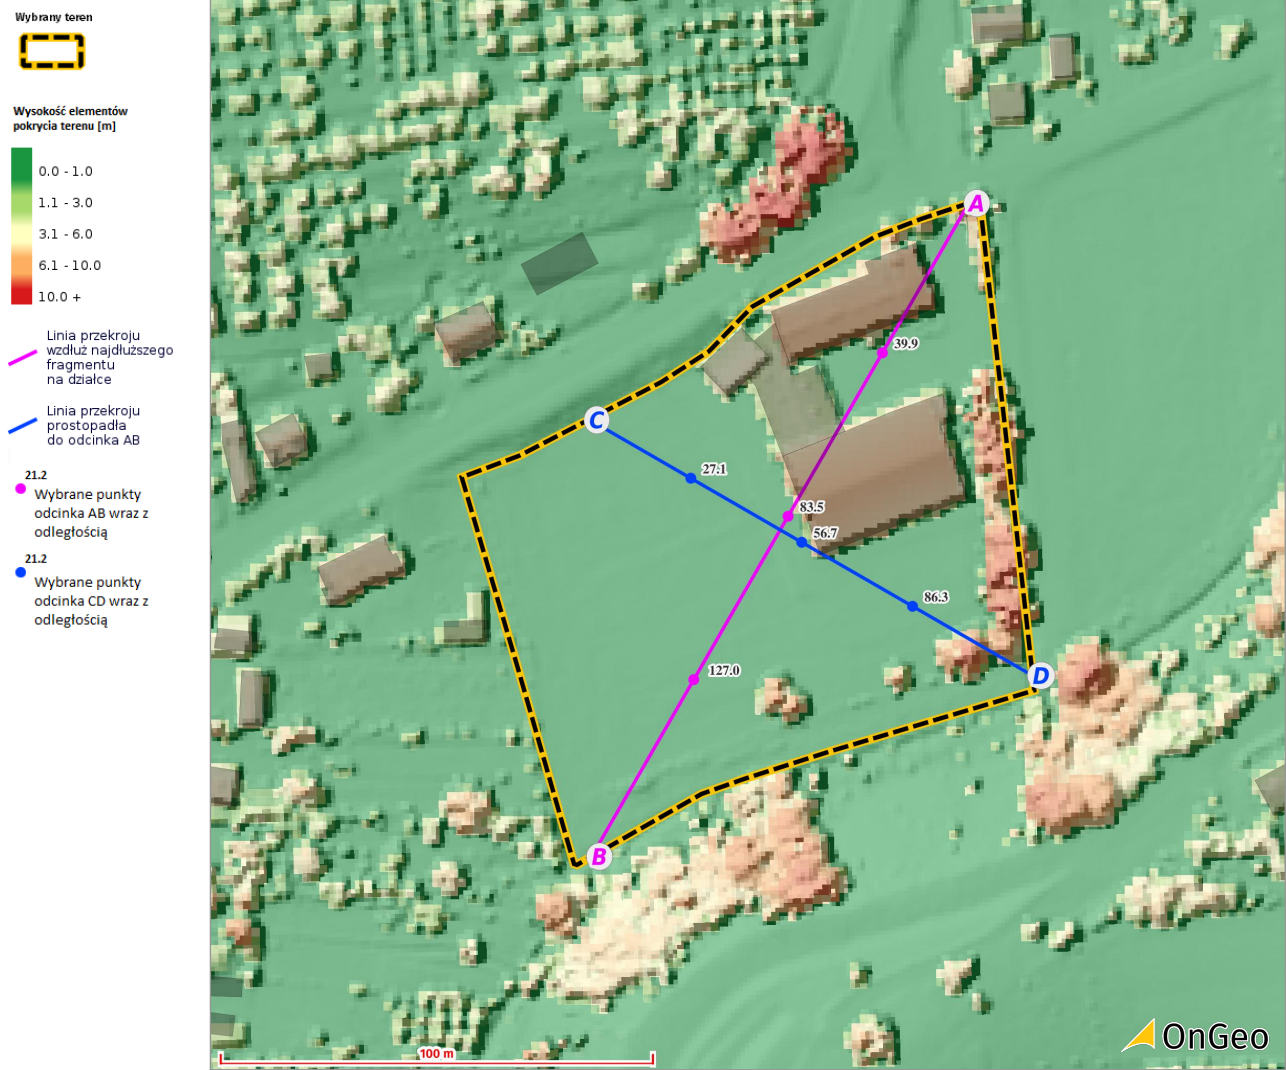 Wybrany teren
Wysokość elementów
pokrycia terenu [m]
0.0 - 1.0
1.1 - 3.0
3.1 - 6.0
6.1 - 10.0
10.0 +
Linia przekroju
wzdłuż najdłuższego
fragmentu
na działce
Linia przekroju
prostopadła
do odcinka AB
21.2
Wybrane punkty
odcinka AB wraz z
odległością
21.2
Wybrane punkty
odcinka CD wraz z
odległością
A
39.9
C
27.1
83.5
56.7
86.3
127.0
D
B
100 m
OnGeo